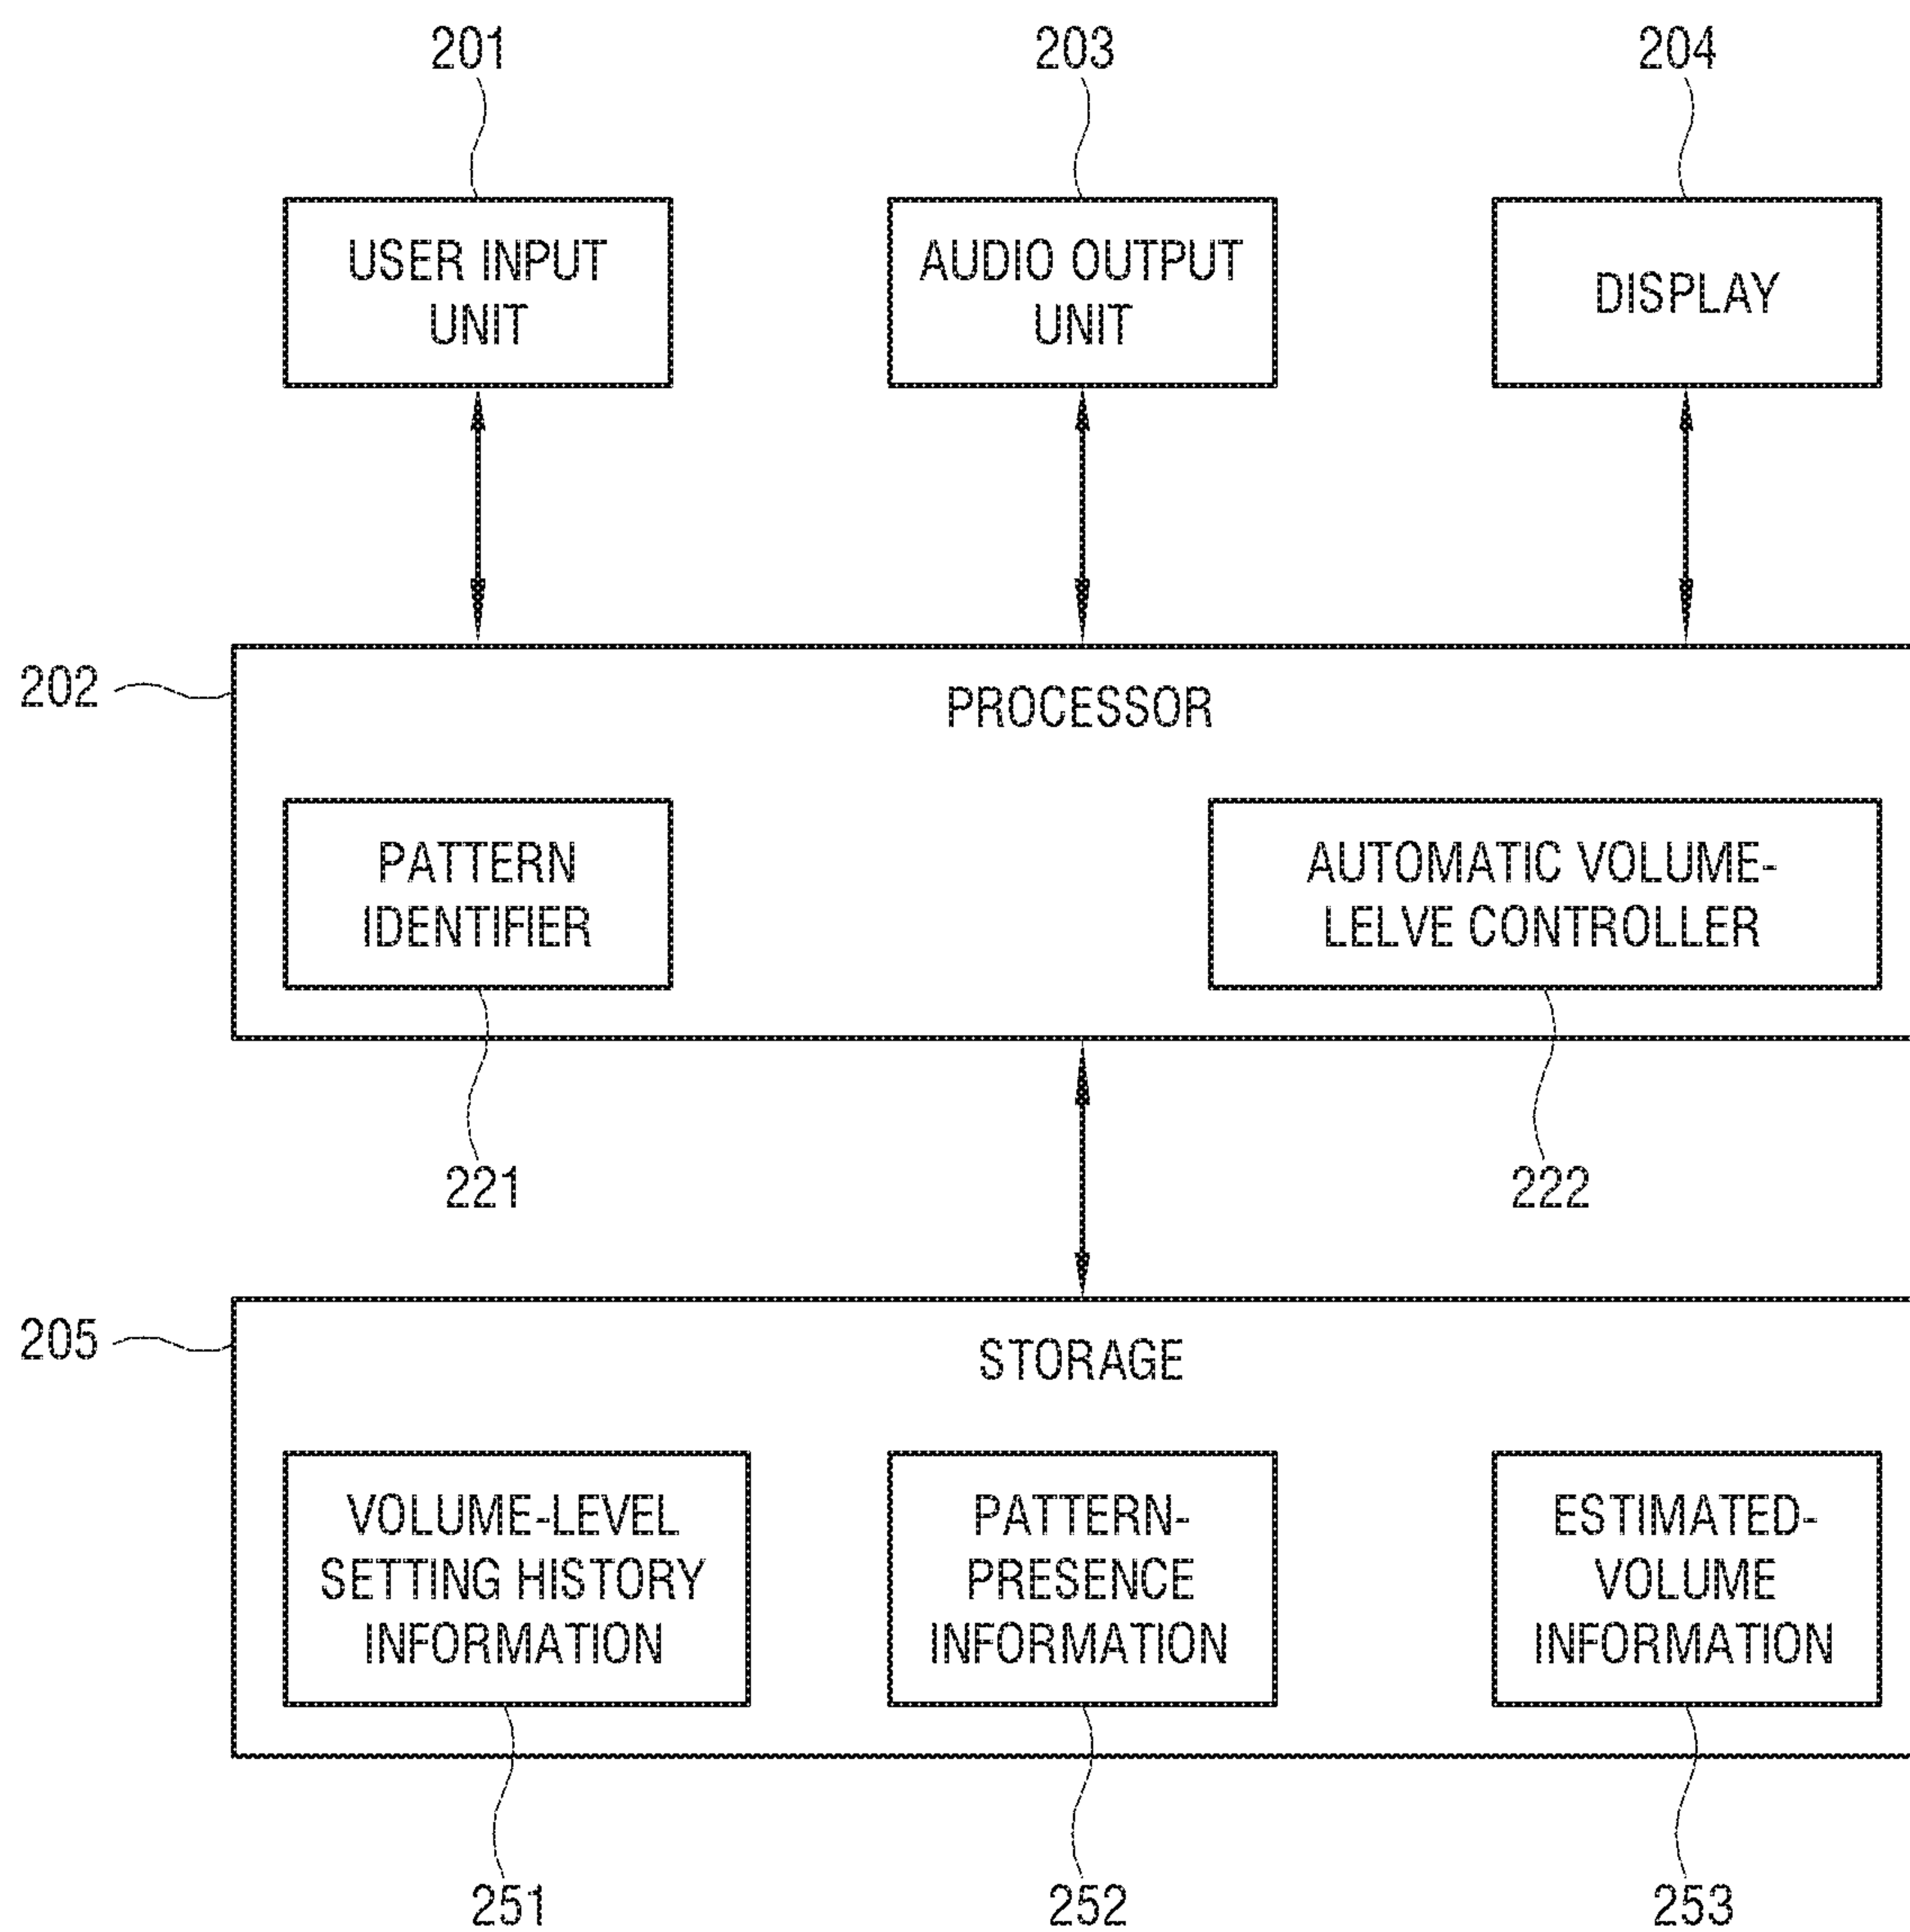 201
203
204
USER INPUT
UNIT
AUDIO OUTPUT
UNIT
DISPLAY
202
PROCESSOR
PATTERN
IDENTIFIER
AUTOMATIC VOLUME-
LELVE CONTROLLER
221
222
205
STORAGE
VOLUME-LEVEL
SETTING HISTORY
INFORMATION
PATTERN-
PRESENCE
INFORMATION
ESTIMATED-
VOLUME
INFORMATION
251
252
253